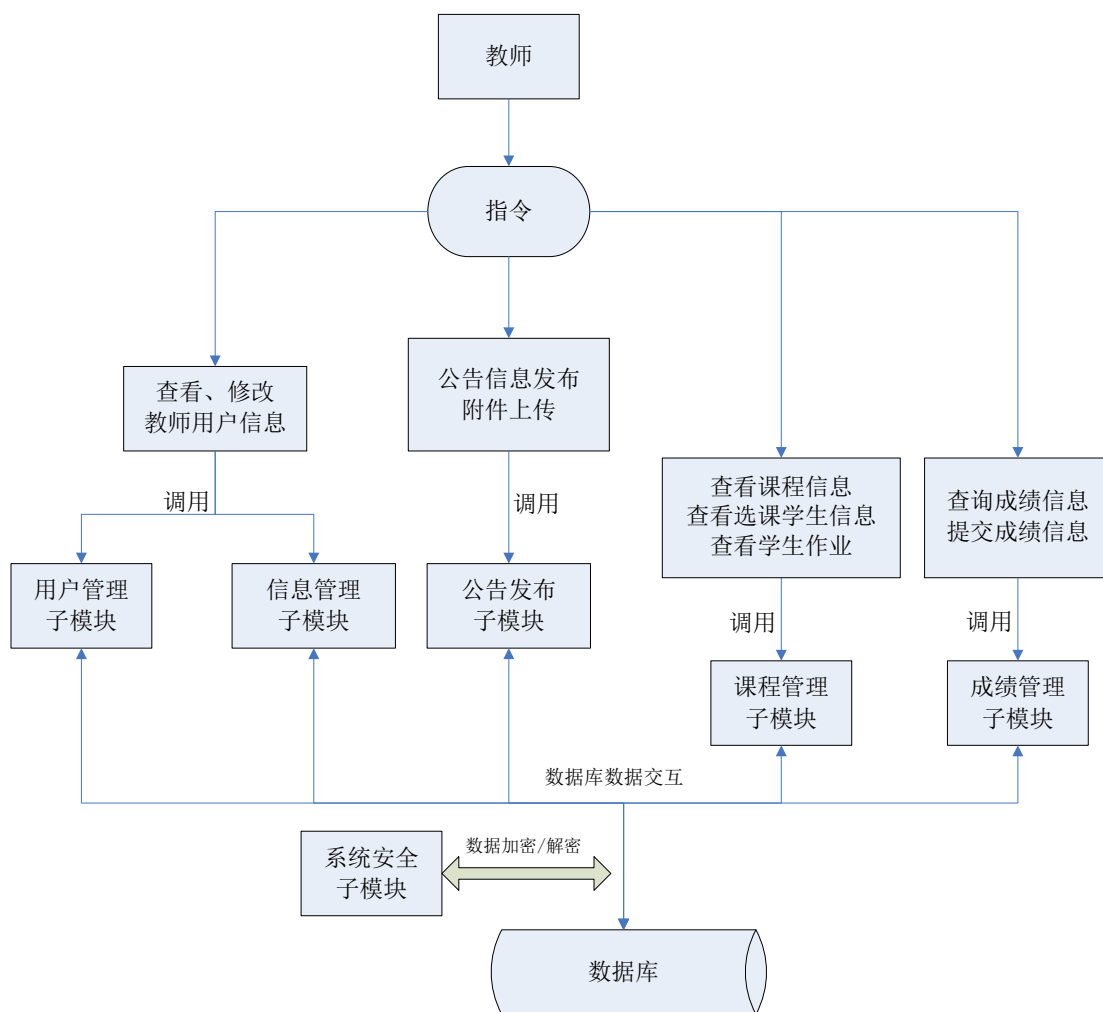 教师
指令
查看、修改
教师用户信息
公告信息发布
附件上传
查看课程信息
查看选课学生信息
查看学生作业
查询成绩信息
提交成绩信息
调用
调用
调用
调用
用户管理
子模块
信息管理
子模块
公告发布
子模块
课程管理
子模块
成绩管理
子模块
数据库数据交互
系统安全
子模块
数据加密/解密
数据库